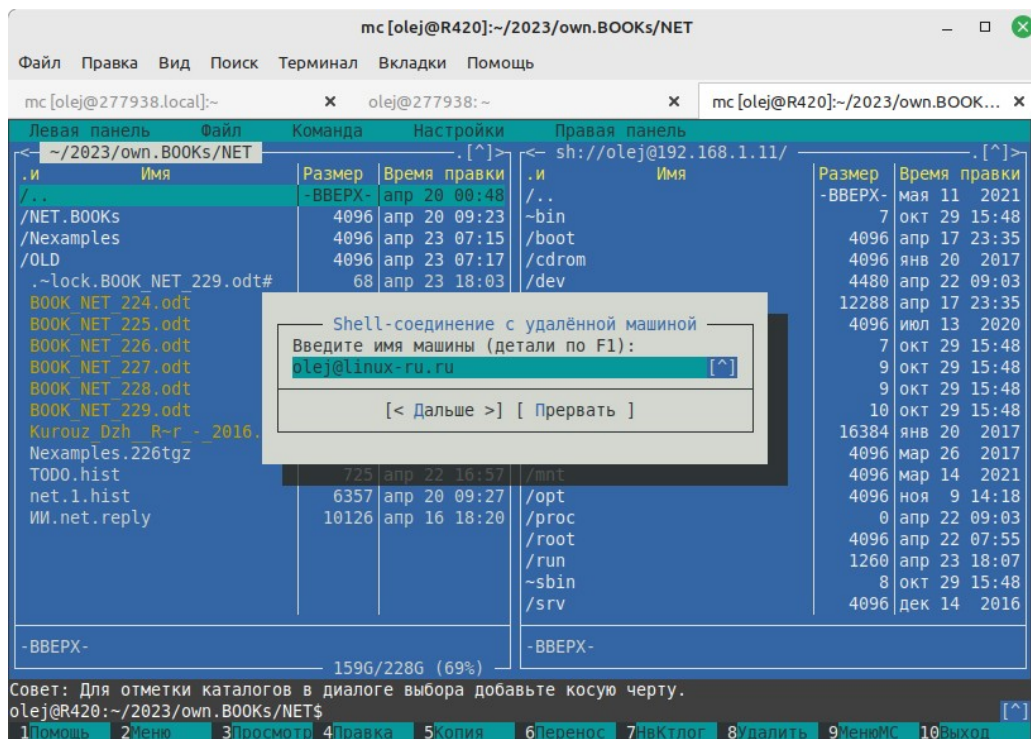 mc [olej@R420]:~/2023/own.BOOKs/NET
Файл Правка Вид Поиск Терминал Вкладки Помощь
mc [olej@277938.local]:~ × olej@277938: ~ × mc [olej@R420]:~/2023/own.BOOK... ×
Левая панель Файл Команда Настройки Правая панель
<— ~/2023/own.BOOKs/NET .[^]> <— sh://olej@192.168.1.11/ .[^]>
.и Имя Размер Время правки .и Имя Размер Время правки
/.. -ВВЕРХ- апр 20 00:48 /.. -ВВЕРХ- мая 11 2021
/NET.BOOKs 4096 апр 20 09:23 ~bin 7 окт 29 15:48
/Nexamples 4096 апр 23 07:15 /boot 4096 апр 17 23:35
/OLD 4096 апр 23 07:17 /cdrom 4096 янв 20 2017
.~lock.BOOK_NET_229.odt# 68 апр 23 18:03 /dev 4480 апр 22 09:03
BOOK_NET_224.odt 12288 апр 17 23:35
BOOK_NET_225.odt Shell-соединение с удалённой машиной 4096 июл 13 2020
BOOK_NET_226.odt Введите имя машины (детали по F1): 7 окт 29 15:48
BOOK_NET_227.odt olej@linux-ru.ru [^] 9 окт 29 15:48
BOOK_NET_228.odt 9 окт 29 15:48
BOOK_NET_229.odt [< Дальше >] [ Прервать ] 10 окт 29 15:48
Kurouz_Dzh__R~r_-_2016. 16384 янв 20 2017
Nexamples.226tgz 4096 мар 26 2017
TODO.hist 725 апр 22 16:57 /mnt 4096 мар 14 2021
net.1.hist 6357 апр 20 09:27 /opt 4096 ноя 9 14:18
ИИ.net.reply 10126 апр 16 18:20 /proc 0 апр 22 09:03
/root 4096 апр 22 07:55
/run 1260 апр 23 18:07
~sbin 8 окт 29 15:48
/srv 4096 дек 14 2016
-ВВЕРХ- -ВВЕРХ-
159G/228G (69%)
Совет: Для отметки каталогов в диалоге выбора добавьте косую черту.
olej@R420:~/2023/own.BOOKs/NET$ [^]
1Помощь 2Меню 3Просмотр 4Правка 5Копия 6Перенос 7НвКтлог 8Удалить 9МенюMC 10Выход